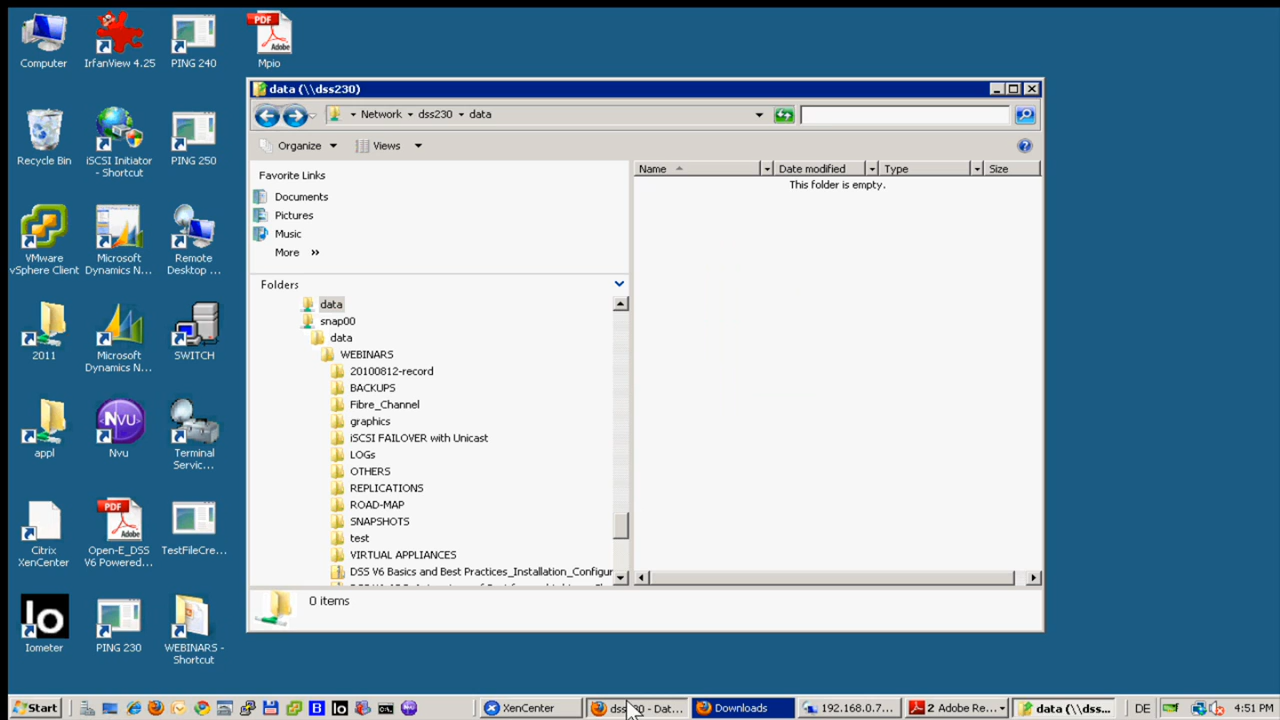 Computer
IrfanView 4.25
PING 240
Mpio
Recycle Bin
iSCSI Initiator
- Shortcut
PING 250
VMware
vSphere Client
Microsoft
Dynamics N...
Remote
Desktop ...
2011
Microsoft
Dynamics N...
SWITCH
appl
Nvu
Terminal
Servic...
Citrix
XenCenter
Open-E_DSS
V6 Powered...
TestFileCre...
Iometer
PING 230
WEBINARS -
Shortcut
data (\\dss230)
Network dss230 data
Organize Views
Favorite Links
Documents
Pictures
Music
More »
Folders
data
snap00
data
WEBINARS
20100812-record
BACKUPS
Fibre_Channel
graphics
iSCSI FAILOVER with Unicast
LOGs
OTHERS
REPLICATIONS
ROAD-MAP
SNAPSHOTS
test
VIRTUAL APPLIANCES
DSS V6 Basics and Best Practices_Installation_Configur
Name Date modified Type Size
This folder is empty.
0 items
Start XenCenter Downloads 192.168.0.7... 2 Adobe Re... data (\\dss... DE 4:51 PM